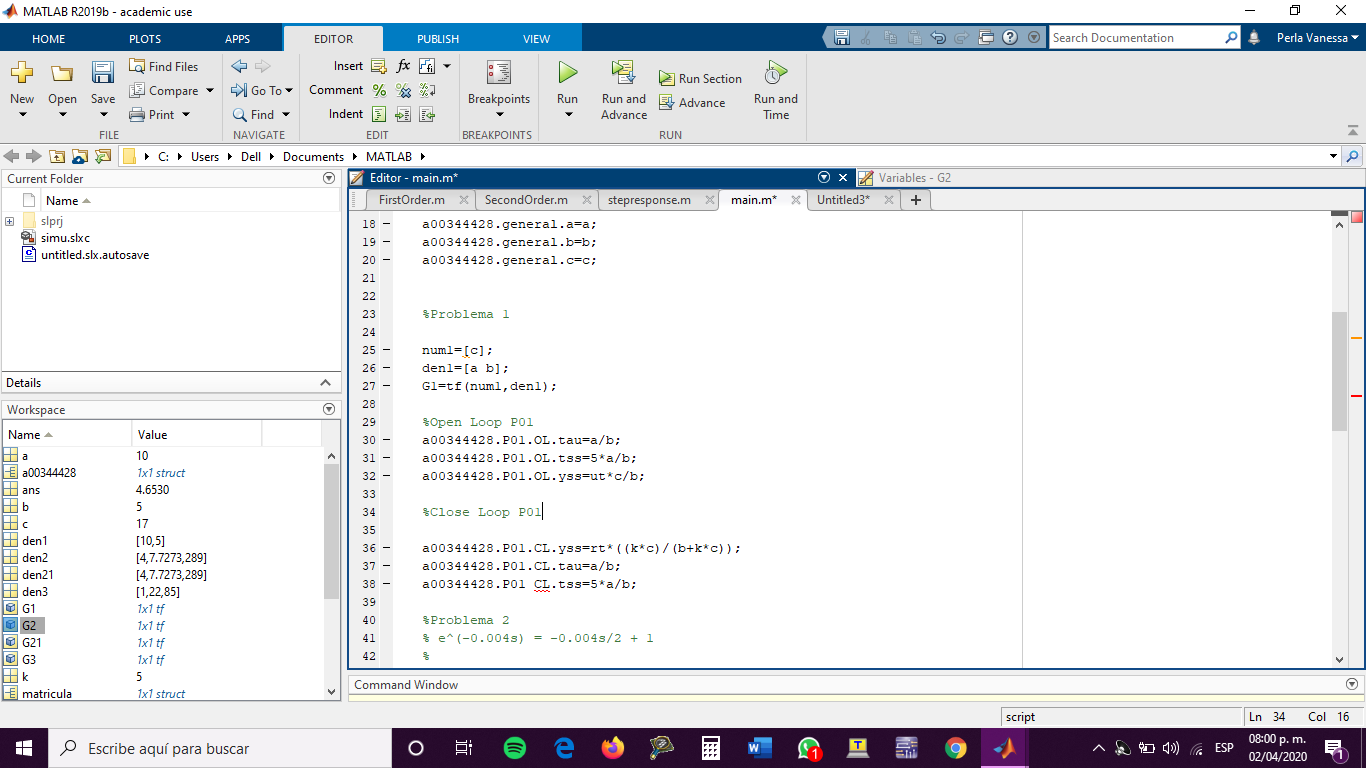 MATLAB R2019b - academic use
HOME PLOTS APPS EDITOR PUBLISH VIEW
Search Documentation
Perla Vanessa
New Open Save
Find Files
Compare
Print
FILE
Go To
Find
NAVIGATE
Insert fx
Comment % %
Indent
EDIT
Breakpoints
BREAKPOINTS
Run
Run and Advance
Run Section
Advance
Run and Time
RUN
C: Users Dell Documents MATLAB
Current Folder
Name
slprj
simu.slxc
untitled.slx.autosave
Details
Workspace
Name Value
a 10
a00344428 1x1 struct
ans 4.6530
b 5
c 17
den1 [10,5]
den2 [4,7.7273,289]
den21 [4,7.7273,289]
den3 [1,22,85]
G1 1x1 tf
G2 1x1 tf
G21 1x1 tf
G3 1x1 tf
k 5
matricula 1x1 struct
Editor - main.m*
Variables - G2
FirstOrder.m SecondOrder.m stepresponse.m main.m* Untitled3* +
18 – a00344428.general.a=a;
19 – a00344428.general.b=b;
20 – a00344428.general.c=c;
21
22
23 %Problema 1
24
25 – num1=[c];
26 – den1=[a b];
27 – G1=tf(num1,den1);
28
29 %Open Loop P01
30 – a00344428.P01.OL.tau=a/b;
31 – a00344428.P01.OL.tss=5*a/b;
32 – a00344428.P01.OL.yss=ut*c/b;
33
34 %Close Loop P01
35
36 – a00344428.P01.CL.yss=rt*((k*c)/(b+k*c));
37 – a00344428.P01.CL.tau=a/b;
38 – a00344428.P01 CL.tss=5*a/b;
39
40 %Problema 2
41 % e^(-0.004s) = -0.004s/2 + 1
42 %
Command Window
script Ln 34 Col 16
Escribe aquí para buscar
1
ESP
08:00 p. m.
02/04/2020
1